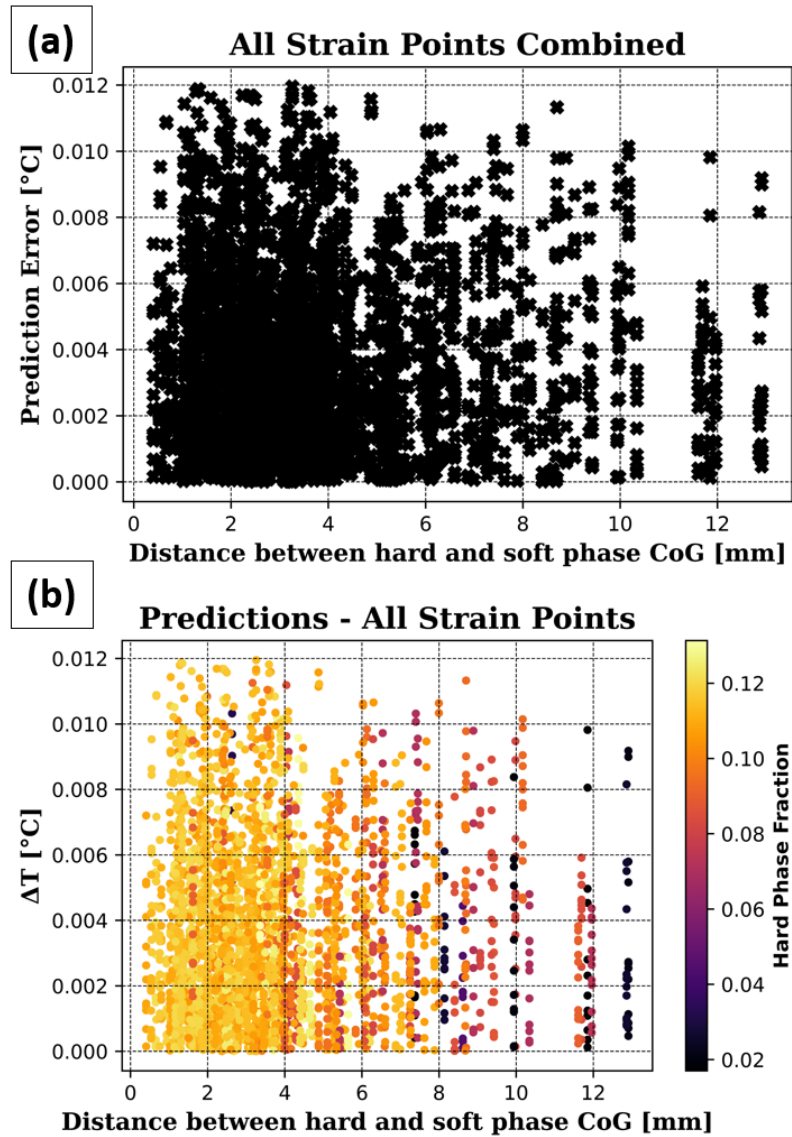 (a)
All Strain Points Combined
0.012
0.010
0.008
0.006
0.004
0.002
0.000
Prediction Error [°C]
0 2 4 6 8 10 12
Distance between hard and soft phase CoG [mm]
(b)
Predictions - All Strain Points
0.012
0.010
0.008
0.006
0.004
0.002
0.000
ΔT [°C]
0 2 4 6 8 10 12
Distance between hard and soft phase CoG [mm]
0.12
0.10
0.08
0.06
0.04
0.02
Hard Phase Fraction